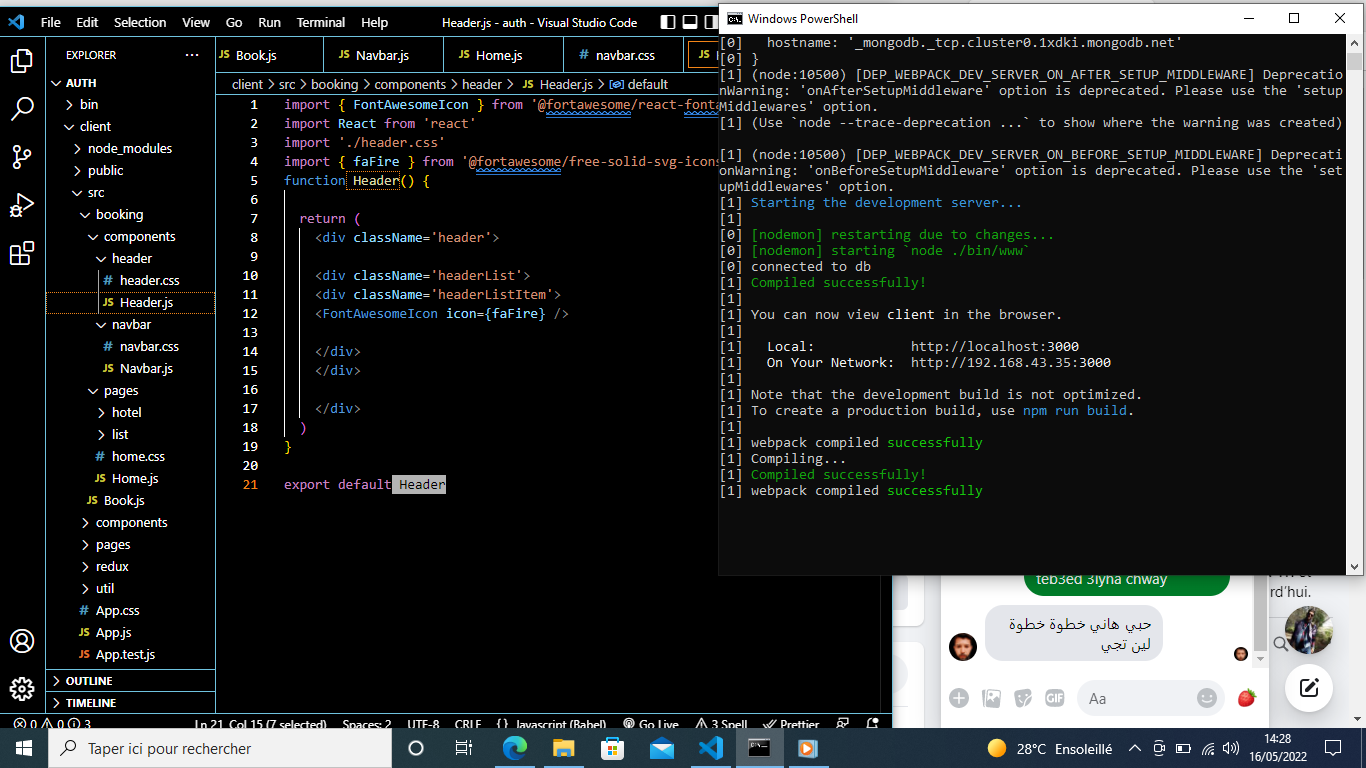 File Edit Selection View Go Run Terminal Help Header.js - auth - Visual Studio Code
EXPLORER
AUTH
bin
client
node_modules
public
src
booking
components
header
# header.css
JS Header.js
navbar
# navbar.css
JS Navbar.js
pages
hotel
list
# home.css
JS Home.js
JS Book.js
components
pages
redux
util
# App.css
JS App.js
JS App.test.js
OUTLINE
TIMELINE
JS Book.js JS Navbar.js JS Home.js # navbar.css JS
client > src > booking > components > header > JS Header.js > default
1 import { FontAwesomeIcon } from '@fortawesome/react-fonta
2 import React from 'react'
3 import './header.css'
4 import { faFire } from '@fortawesome/free-solid-svg-icons
5 function Header() {
6
7 return (
8 <div className='header'>
9
10 <div className='headerList'>
11 <div className='headerListItem'>
12 <FontAwesomeIcon icon={faFire} />
13
14 </div>
15 </div>
16
17 </div>
18 )
19 }
20
21 export default Header
0 0 3 Ln 21, Col 15 (7 selected) Spaces: 2 UTF-8 CRLF {} Javascript (Babel) Go Live 3 Spell Prettier
Windows PowerShell
[0] hostname: '_mongodb._tcp.cluster0.1xdki.mongodb.net'
[0] }
[1] (node:10500) [DEP_WEBPACK_DEV_SERVER_ON_AFTER_SETUP_MIDDLEWARE] Deprecatio
nWarning: 'onAfterSetupMiddleware' option is deprecated. Please use the 'setup
Middlewares' option.
[1] (Use `node --trace-deprecation ...` to show where the warning was created)
[1] (node:10500) [DEP_WEBPACK_DEV_SERVER_ON_BEFORE_SETUP_MIDDLEWARE] Deprecati
onWarning: 'onBeforeSetupMiddleware' option is deprecated. Please use the 'set
upMiddlewares' option.
[1] Starting the development server...
[1]
[0] [nodemon] restarting due to changes...
[0] [nodemon] starting `node ./bin/www`
[0] connected to db
[1] Compiled successfully!
[1]
[1] You can now view client in the browser.
[1]
[1] Local: http://localhost:3000
[1] On Your Network: http://192.168.43.35:3000
[1]
[1] Note that the development build is not optimized.
[1] To create a production build, use npm run build.
[1]
[1] webpack compiled successfully
[1] Compiling...
[1] Compiled successfully!
[1] webpack compiled successfully
teb3ed 3lyha chway
rd'hui.
حبي هاني خطوة خطوة
لين تجي
GIF Aa
Taper ici pour rechercher
28°C Ensoleillé
14:28
16/05/2022